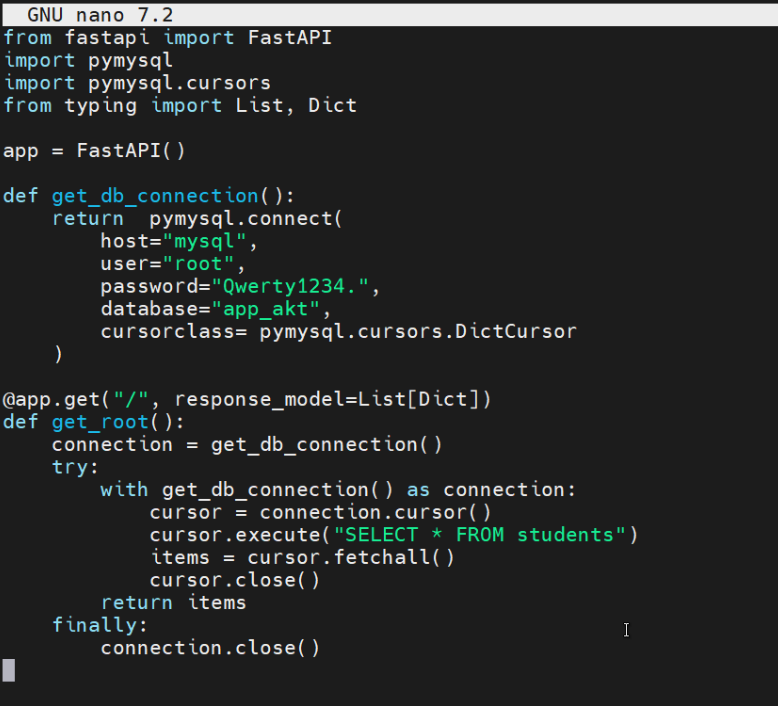 GNU nano 7.2
from fastapi import FastAPI
import pymysql
import pymysql.cursors
from typing import List, Dict

app = FastAPI()

def get_db_connection():
    return  pymysql.connect(
        host="mysql",
        user="root",
        password="Qwerty1234.",
        database="app_akt",
        cursorclass= pymysql.cursors.DictCursor
    )

@app.get("/", response_model=List[Dict])
def get_root():
    connection = get_db_connection()
    try:
        with get_db_connection() as connection:
            cursor = connection.cursor()
            cursor.execute("SELECT * FROM students")
            items = cursor.fetchall()
            cursor.close()
        return items
    finally:
        connection.close()